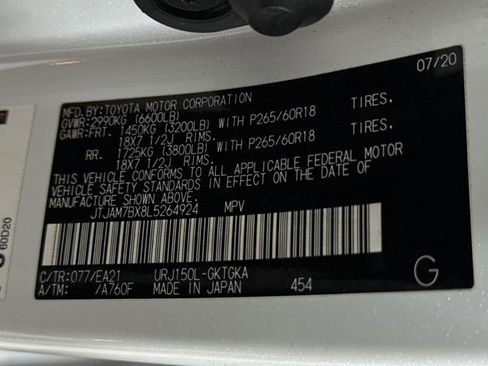 07/20
MFD.BY:TOYOTA MOTOR CORPORATION
GVWR:2990KG (6600LB)
GAWR:FRT. 1450KG (3200LB) WITH P265/60R18 TIRES.
18X7 1/2J RIMS.
RR. 1725KG (3800LB) WITH P265/60R18 TIRES.
18X7 1/2J RIMS.
THIS VEHICLE CONFORMS TO ALL APPLICABLE FEDERAL MOTOR
VEHICLE SAFETY STANDARDS IN EFFECT ON THE DATE OF
MANUFACTURE SHOWN ABOVE.
JTJAM7BX8L5264924 MPV
C/TR:077/EA21 URJ150L-GKTGKA
A/TM: /A760F MADE IN JAPAN 454
G
60D20